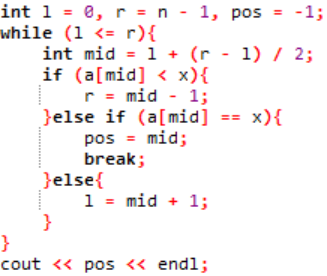 int l = 0, r = n - 1, pos = -1;
while (l <= r){
    int mid = l + (r - l) / 2;
    if (a[mid] < x){
        r = mid - 1;
    }else if (a[mid] == x){
        pos = mid;
        break;
    }else{
        l = mid + 1;
    }
}
cout << pos << endl;